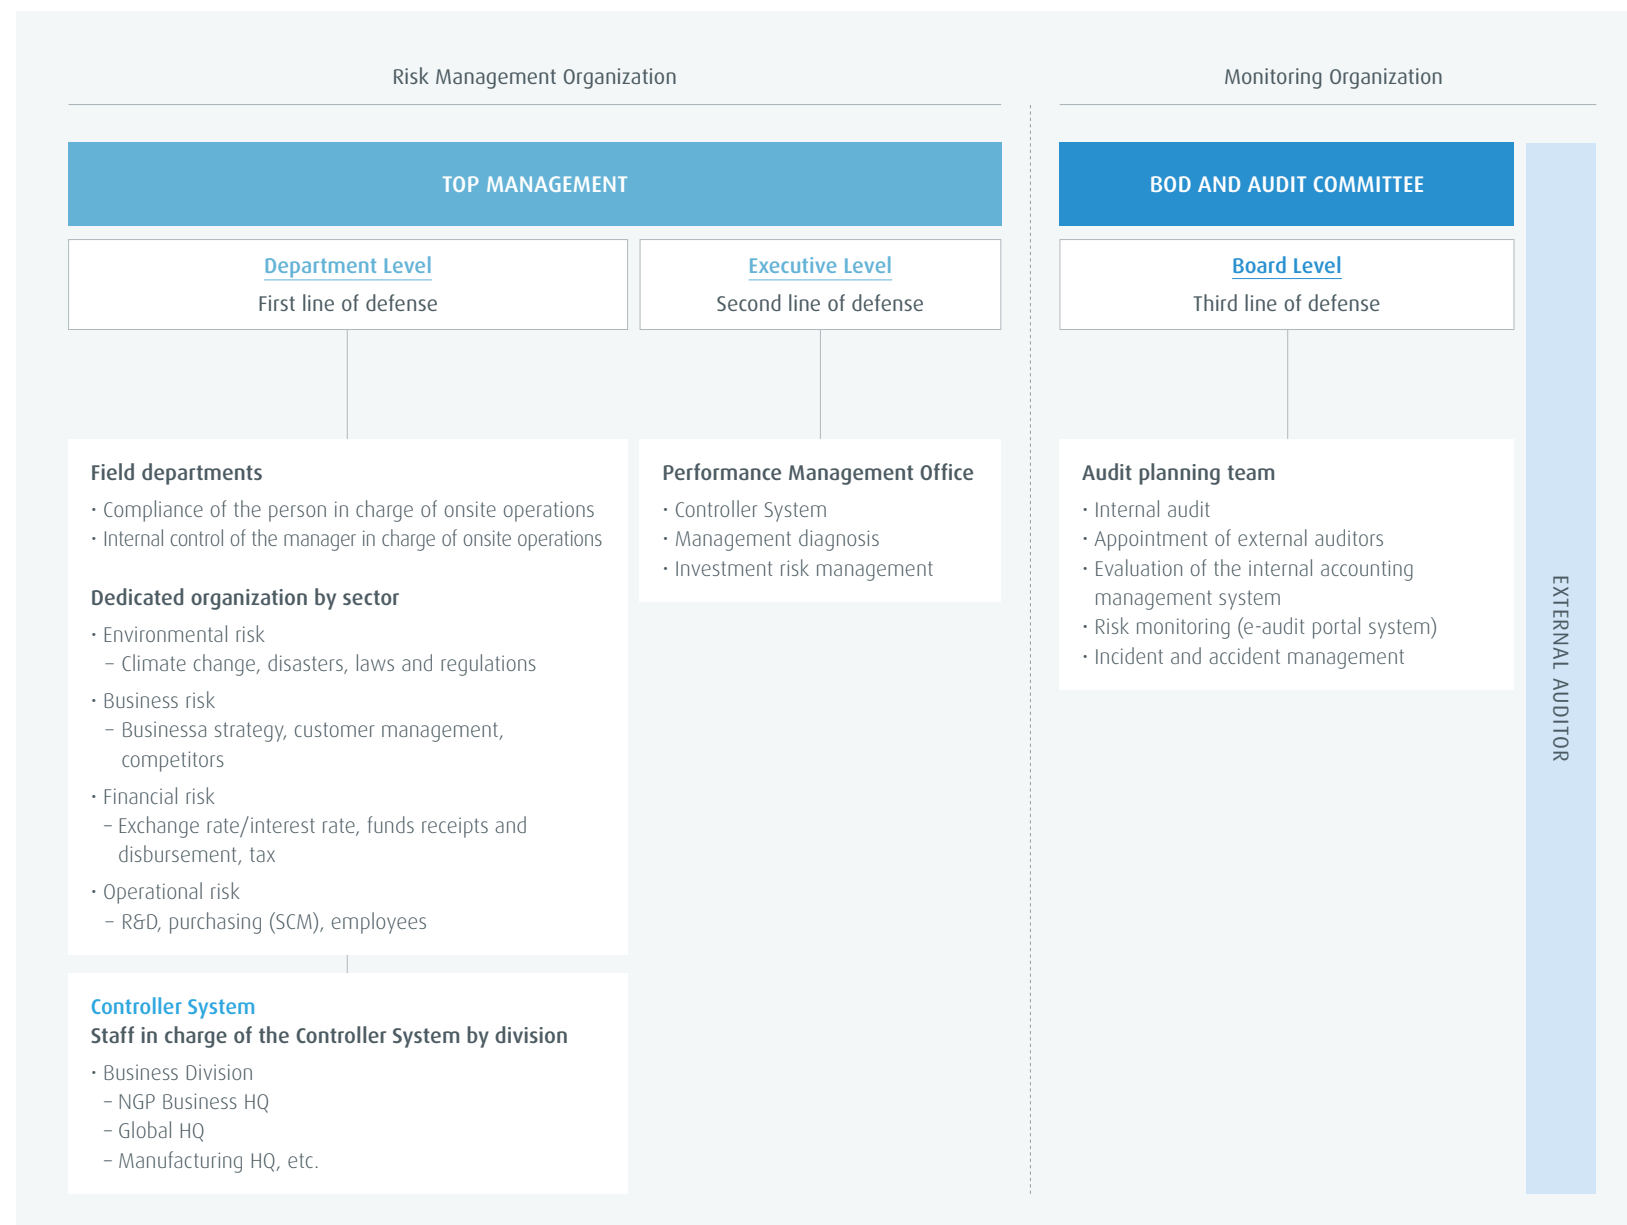 Risk Management Organization
Monitoring Organization
TOP MANAGEMENT
BOD AND AUDIT COMMITTEE
Department Level
First line of defense
Executive Level
Second line of defense
Board Level
Third line of defense
Field departments
· Compliance of the person in charge of onsite operations
· Internal control of the manager in charge of onsite operations
Dedicated organization by sector
· Environmental risk
– Climate change, disasters, laws and regulations
· Business risk
– Businessa strategy, customer management,
competitors
· Financial risk
– Exchange rate/interest rate, funds receipts and
disbursement, tax
· Operational risk
– R&D, purchasing (SCM), employees
Controller System
Staff in charge of the Controller System by division
· Business Division
– NGP Business HQ
– Global HQ
– Manufacturing HQ, etc.
Performance Management Office
· Controller System
· Management diagnosis
· Investment risk management
Audit planning team
· Internal audit
· Appointment of external auditors
· Evaluation of the internal accounting
management system
· Risk monitoring (e-audit portal system)
· Incident and accident management
EXTERNAL AUDITOR